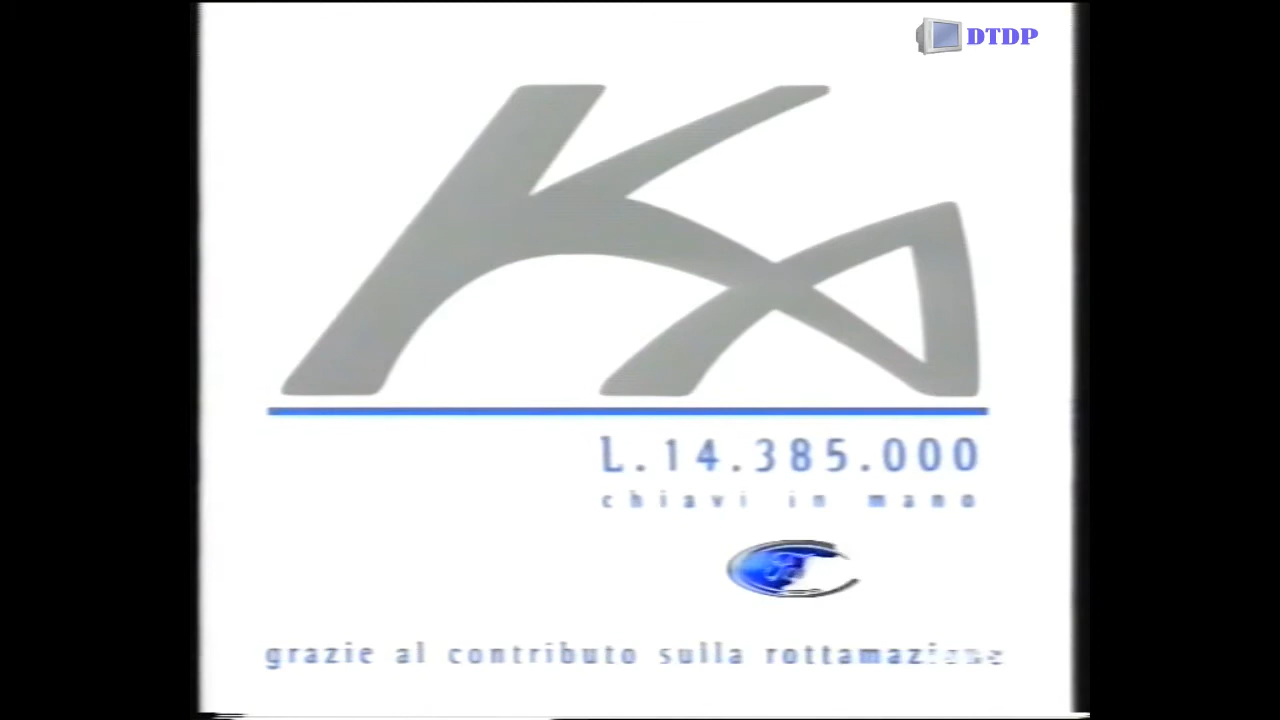 DTDP
KA
L.14.385.000
chiavi in mano
grazie al contributo sulla rottamazione